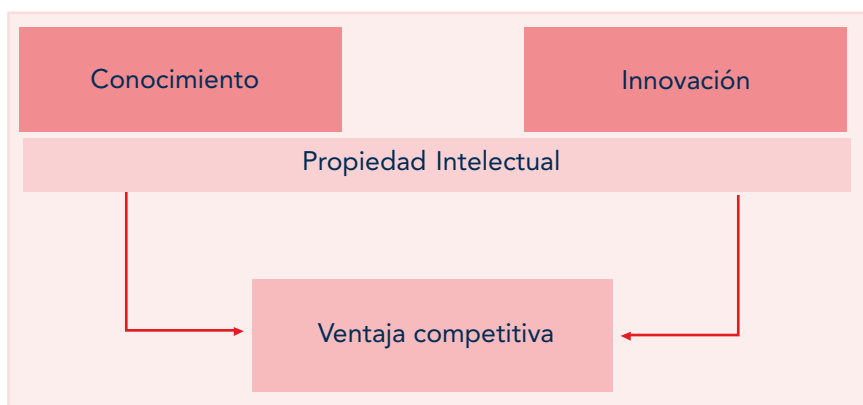 Conocimiento
Innovación
Propiedad Intelectual
Ventaja competitiva